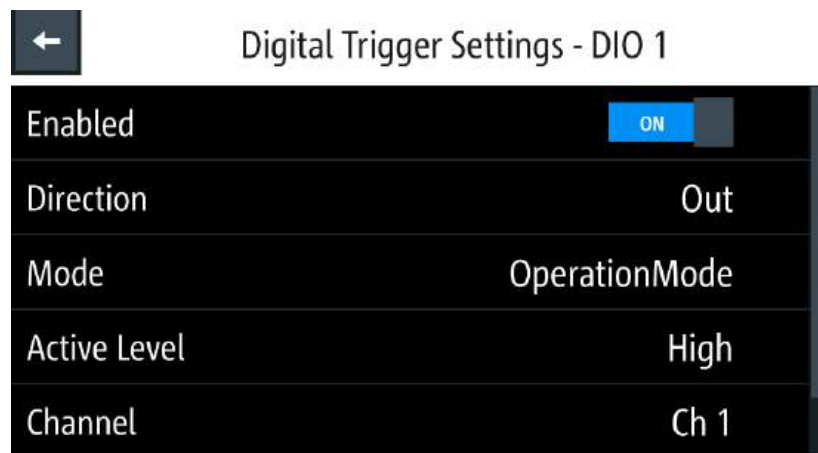 Digital Trigger Settings - DIO 1
Enabled ON
Direction Out
Mode OperationMode
Active Level High
Channel Ch 1